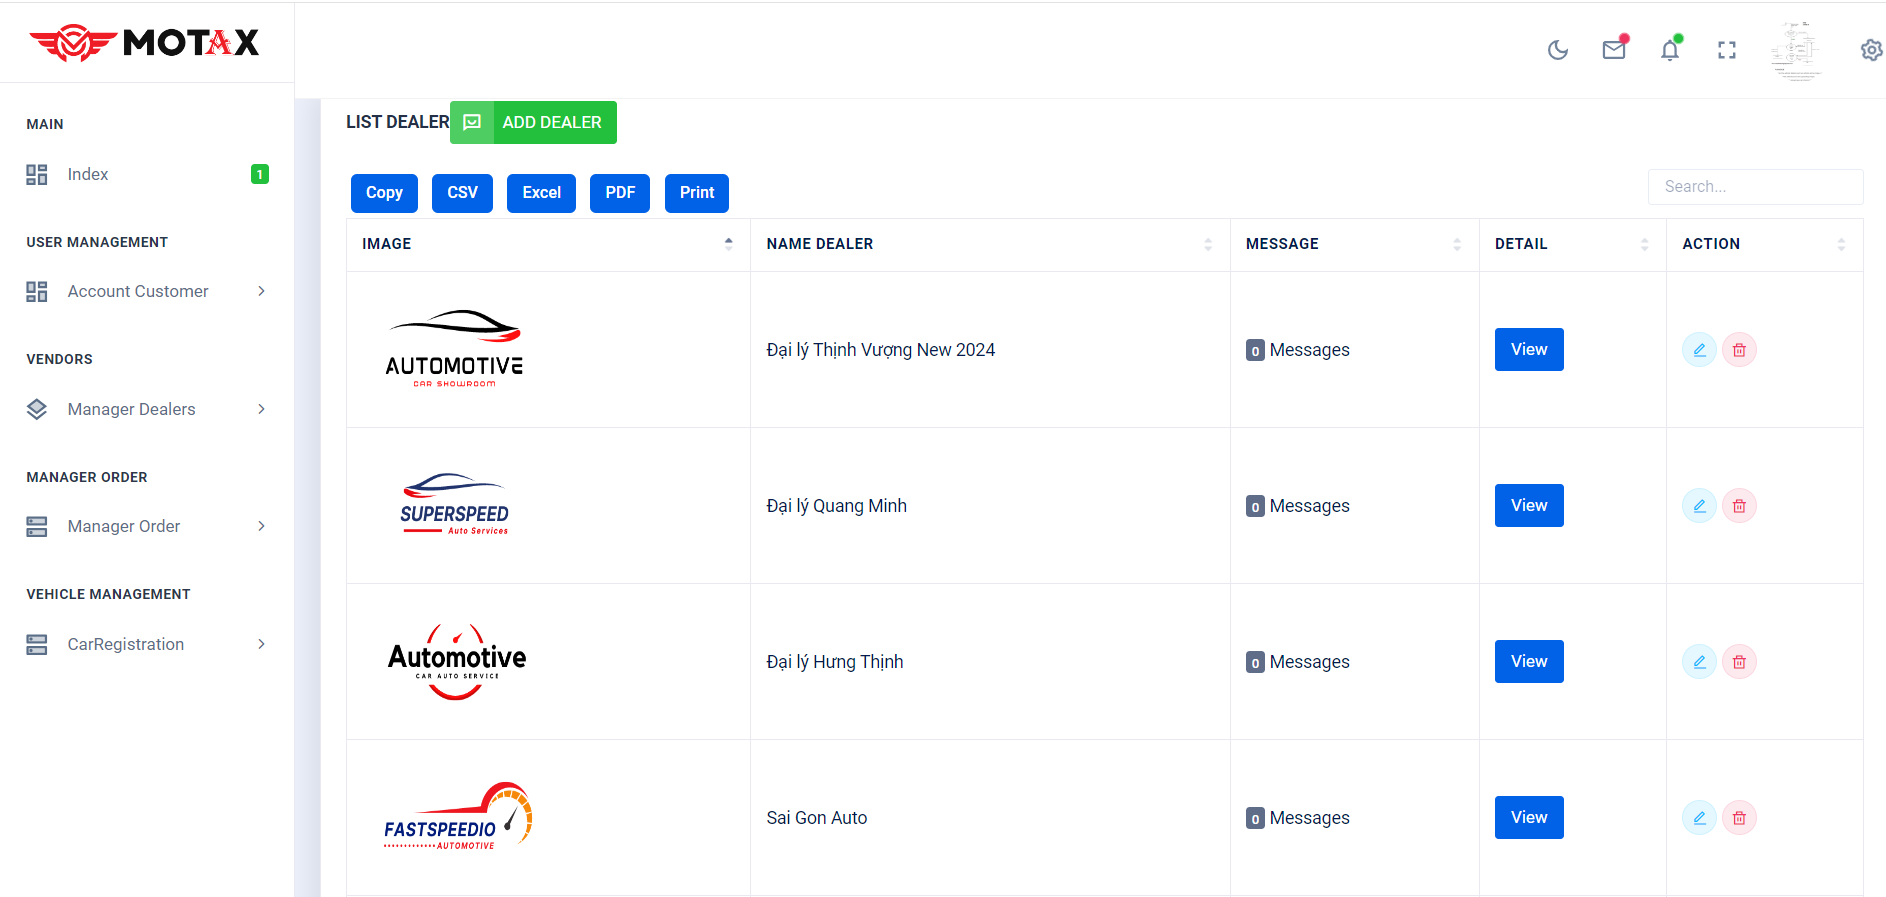 MOTAX
MAIN
Index
1
USER MANAGEMENT
Account Customer
VENDORS
Manager Dealers
MANAGER ORDER
Manager Order
VEHICLE MANAGEMENT
CarRegistration
LIST DEALER
ADD DEALER
Copy
CSV
Excel
PDF
Print
Search...
IMAGE
NAME DEALER
MESSAGE
DETAIL
ACTION
AUTOMOTIVE
CAR SHOWROOM
Đại lý Thịnh Vượng New 2024
0 Messages
View
SUPERSPEED
Auto Services
Đại lý Quang Minh
0 Messages
View
Automotive
CAR AUTO SERVICE
Đại lý Hưng Thịnh
0 Messages
View
FASTSPEEDIO
AUTOMOTIVE
Sai Gon Auto
0 Messages
View